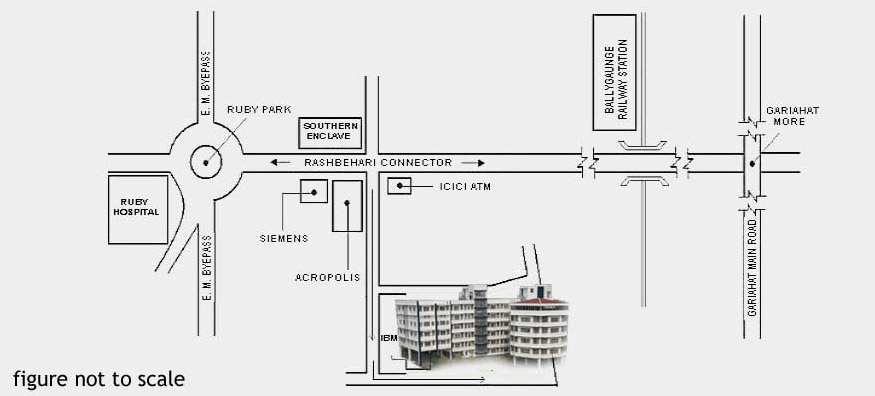 E. M. BYEPASS
RUBY PARK
SOUTHERN
ENCLAVE
BALLYGAUNGE
RAILWAY STATION
GARIAHAT
MORE
RASHBEHARI CONNECTOR
ICICI ATM
RUBY
HOSPITAL
SIEMENS
ACROPOLIS
E. M. BYEPASS
GARIAHAT MAIN ROAD
IBM
figure not to scale